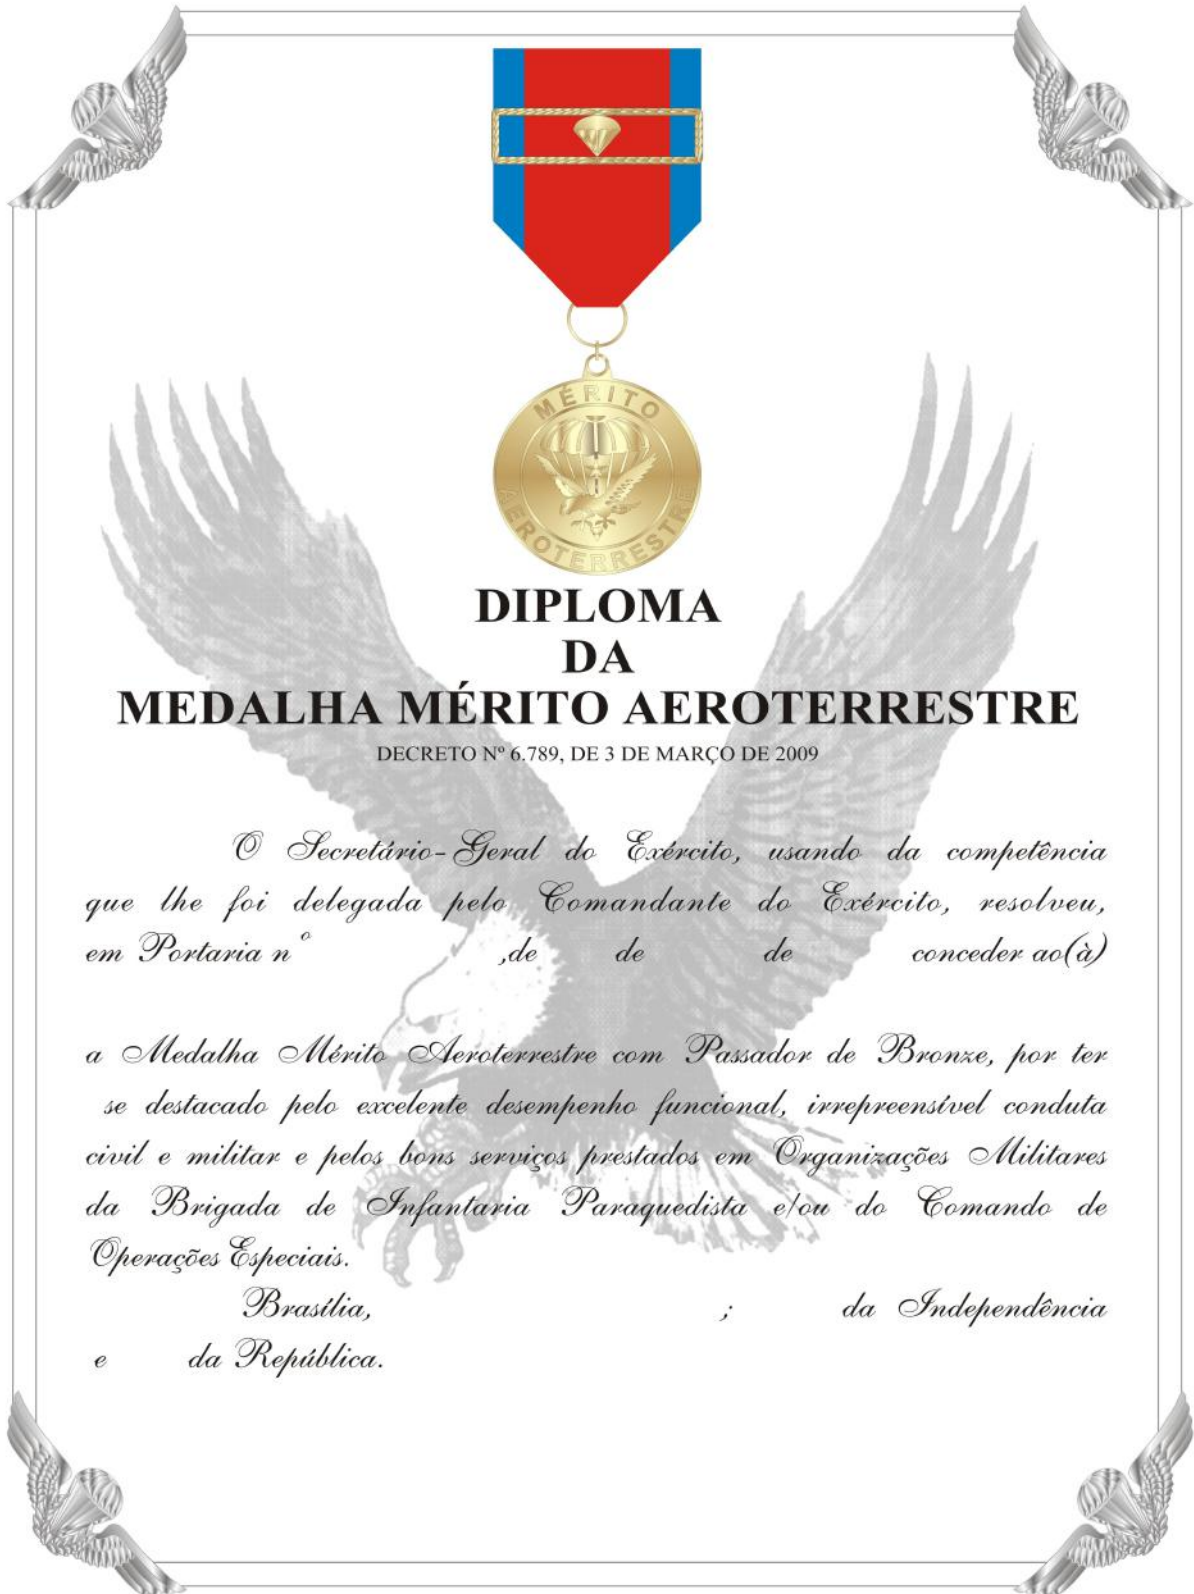 MÉRITO
AEROTERRESTRE
DIPLOMA
DA
MEDALHA MÉRITO AEROTERRESTRE
DECRETO Nº 6.789, DE 3 DE MARÇO DE 2009
O Secretário-Geral do Exército, usando da competência
que lhe foi delegada pelo Comandante do Exército, resolveu,
em Portaria nº ,de de de conceder ao(à)
a Medalha Mérito Aeroterrestre com Passador de Bronze, por ter
se destacado pelo excelente desempenho funcional, irrepreensível conduta
civil e militar e pelos bons serviços prestados em Organizações Militares
da Brigada de Infantaria Paraquedista e/ou do Comando de
Operações Especiais.
Brasília, ; da Independência
e da República.